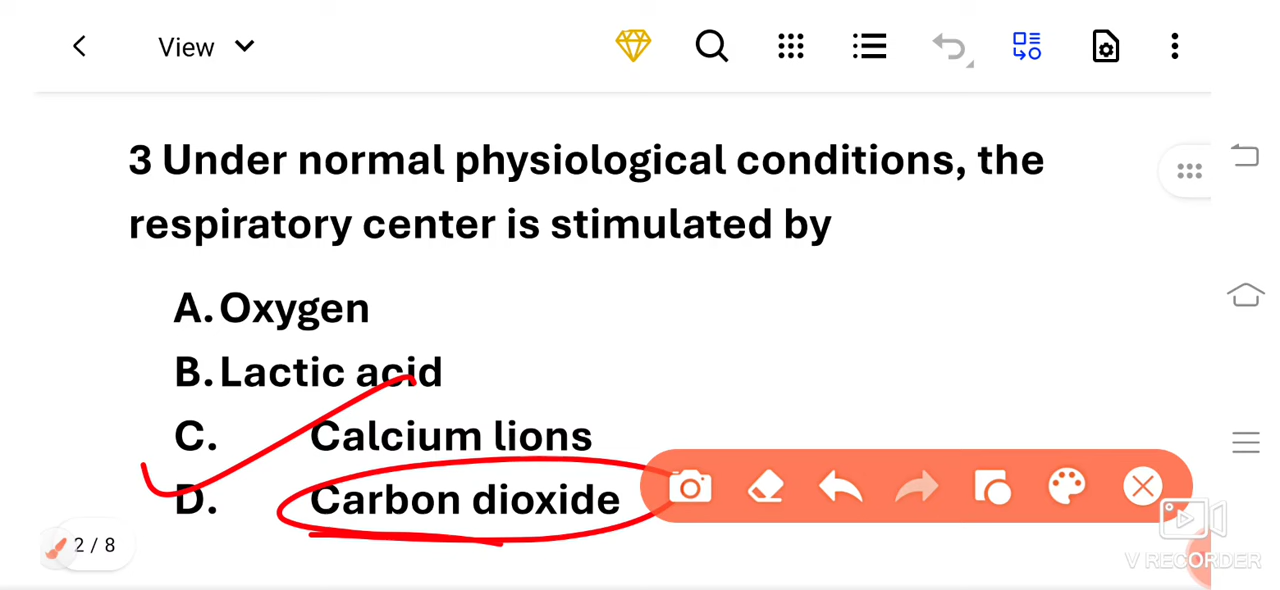 View
3 Under normal physiological conditions, the
respiratory center is stimulated by
A. Oxygen
B. Lactic acid
C. Calcium lions
D. Carbon dioxide
2 / 8
V RECORDER